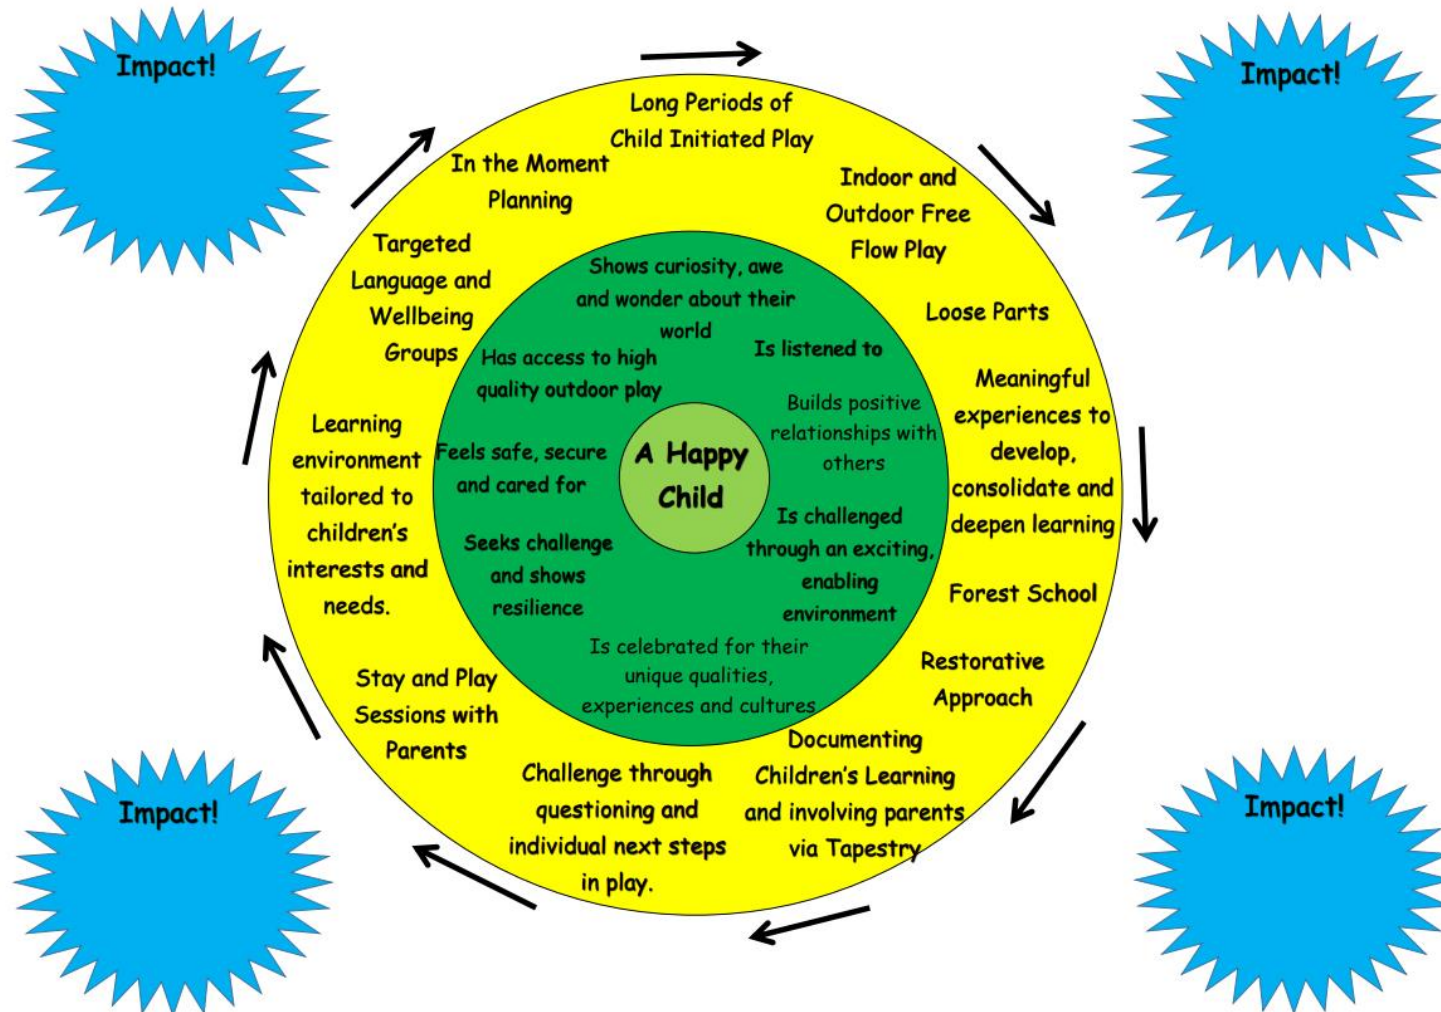 Impact!
Impact!
Long Periods of
Child Initiated Play
Indoor and
Outdoor Free
Flow Play
Loose Parts
Meaningful
experiences to
develop,
consolidate and
deepen learning
Forest School
Restorative
Approach
Documenting
Children's Learning
and involving parents
via Tapestry
Challenge through
questioning and
individual next steps
in play.
Stay and Play
Sessions with
Parents
Learning
environment
tailored to
children's
interests and
needs.
Targeted
Language and
Wellbeing
Groups
In the Moment
Planning
Shows curiosity, awe
and wonder about their
world
Is listened to
Builds positive
relationships with
others
Is challenged
through an exciting,
enabling
environment
Is celebrated for their
unique qualities,
experiences and cultures
Seeks challenge
and shows
resilience
Feels safe, secure
and cared for
Has access to high
quality outdoor play
A Happy
Child
Impact!
Impact!